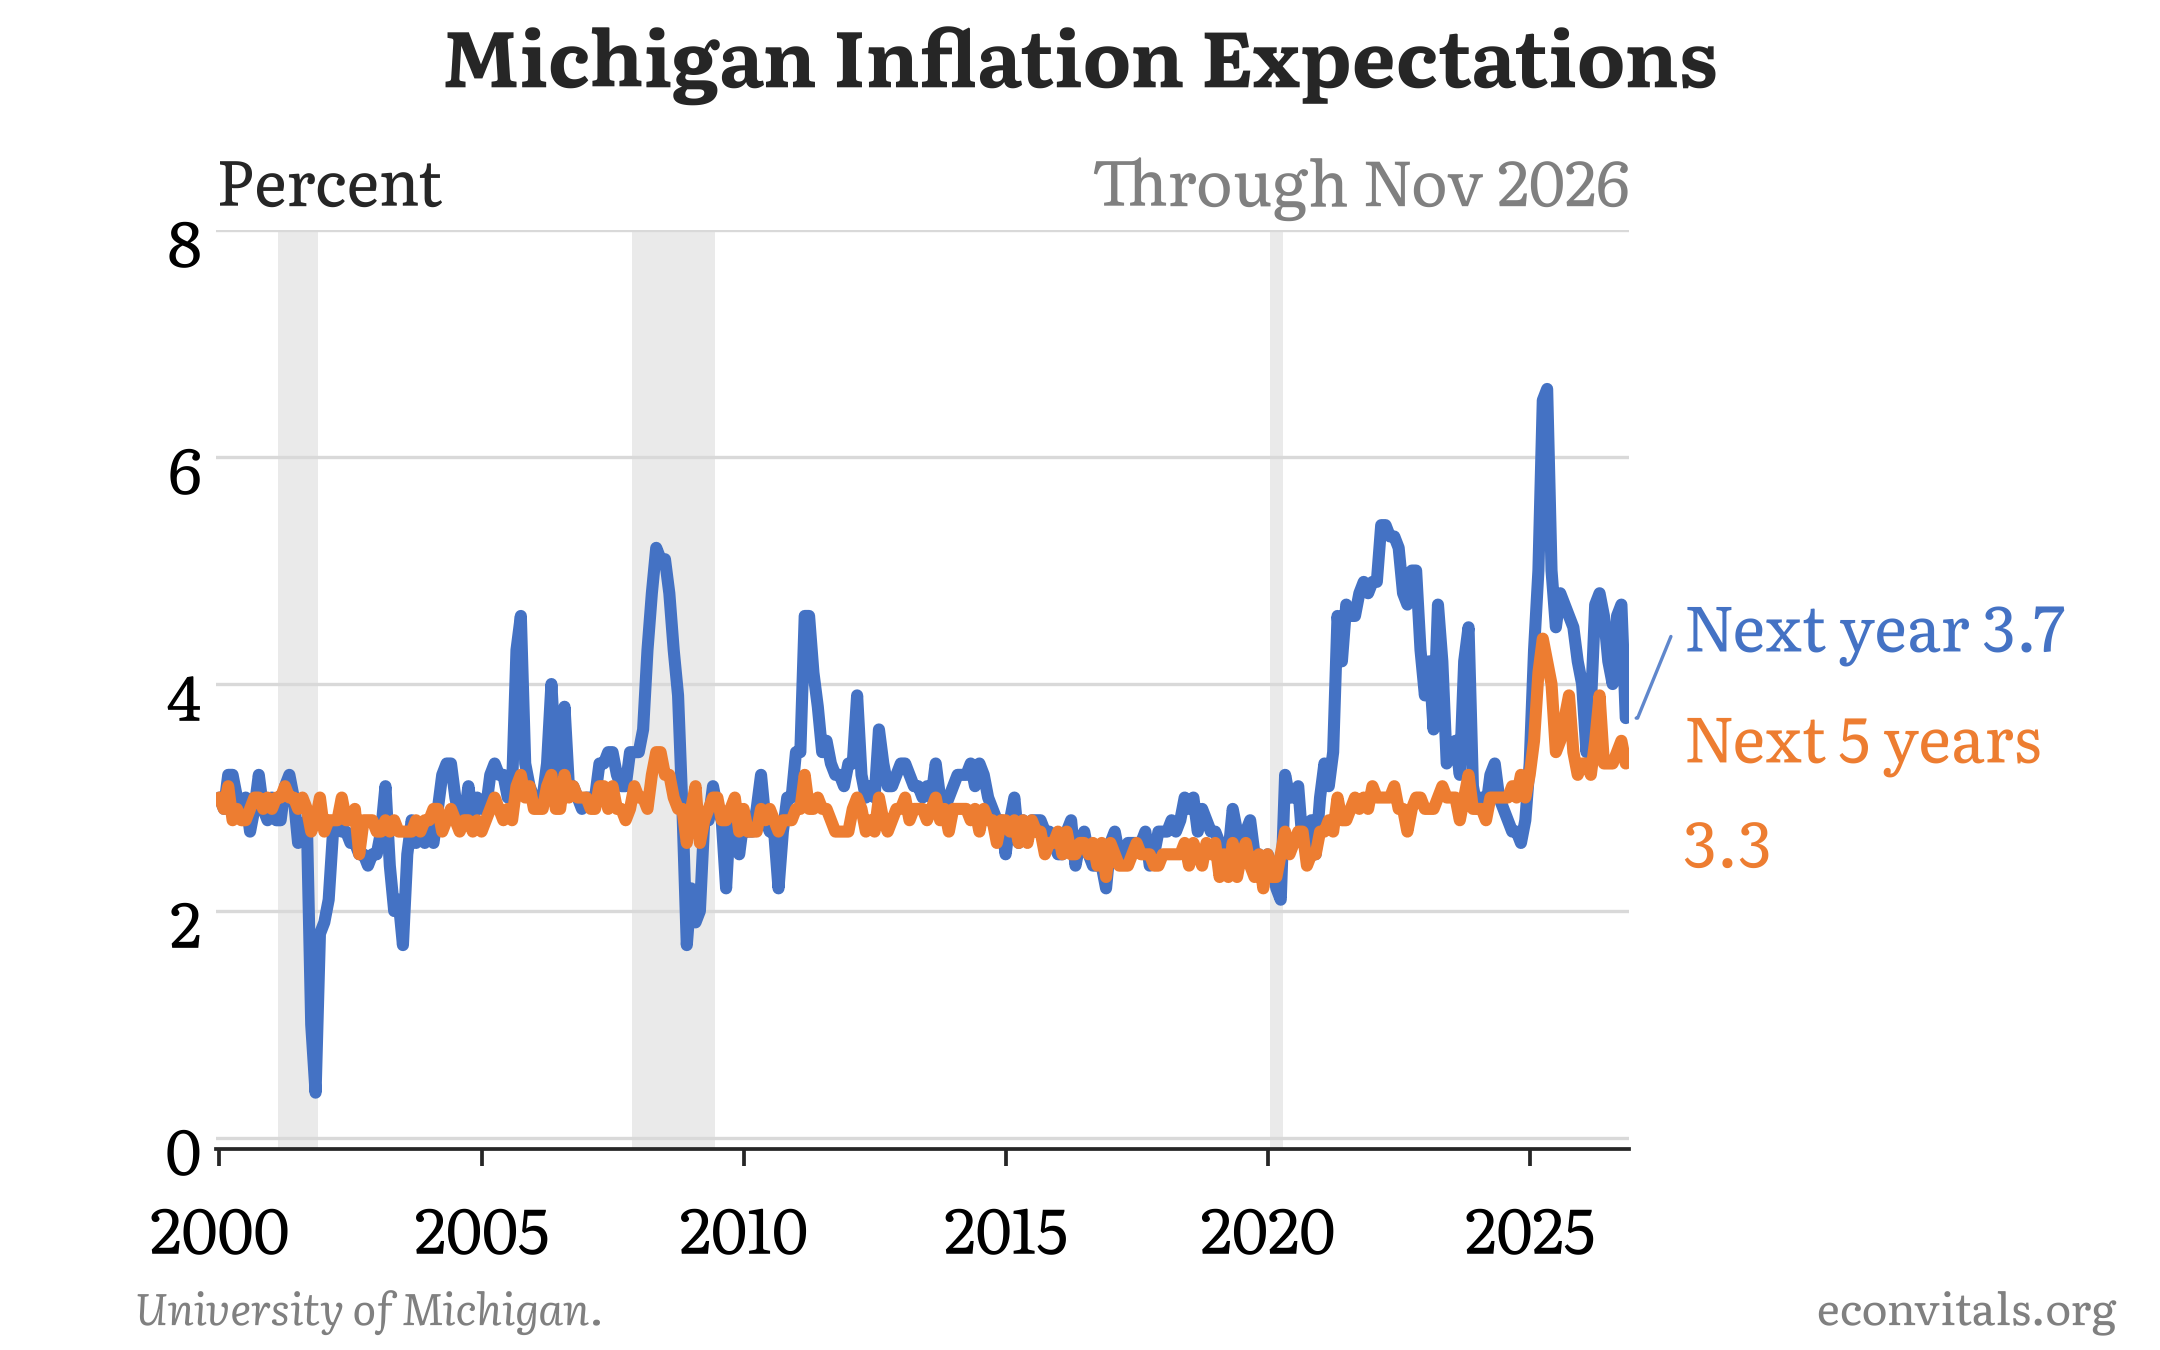 Michigan Inflation Expectations
Percent
Through Nov 2026
8
6
4
2
0
Next year 3.7
Next 5 years
3.3
2000 2005 2010 2015 2020 2025
University of Michigan.
econvitals.org